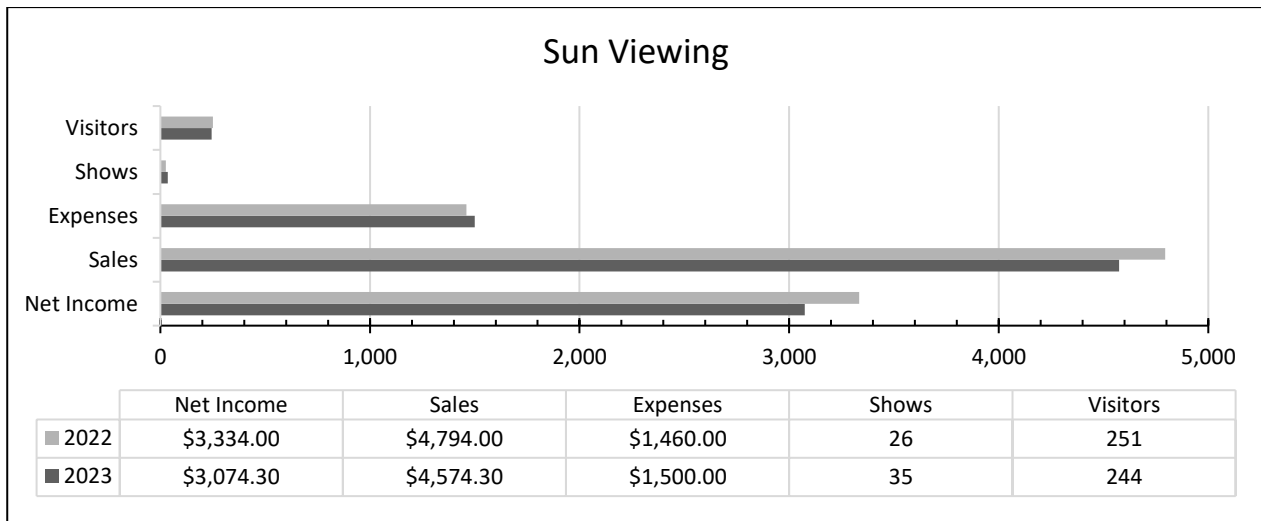 Sun Viewing
Visitors
Shows
Expenses
Sales
Net Income
0 1,000 2,000 3,000 4,000 5,000
Net Income Sales Expenses Shows Visitors
2022 $3,334.00 $4,794.00 $1,460.00 26 251
2023 $3,074.30 $4,574.30 $1,500.00 35 244